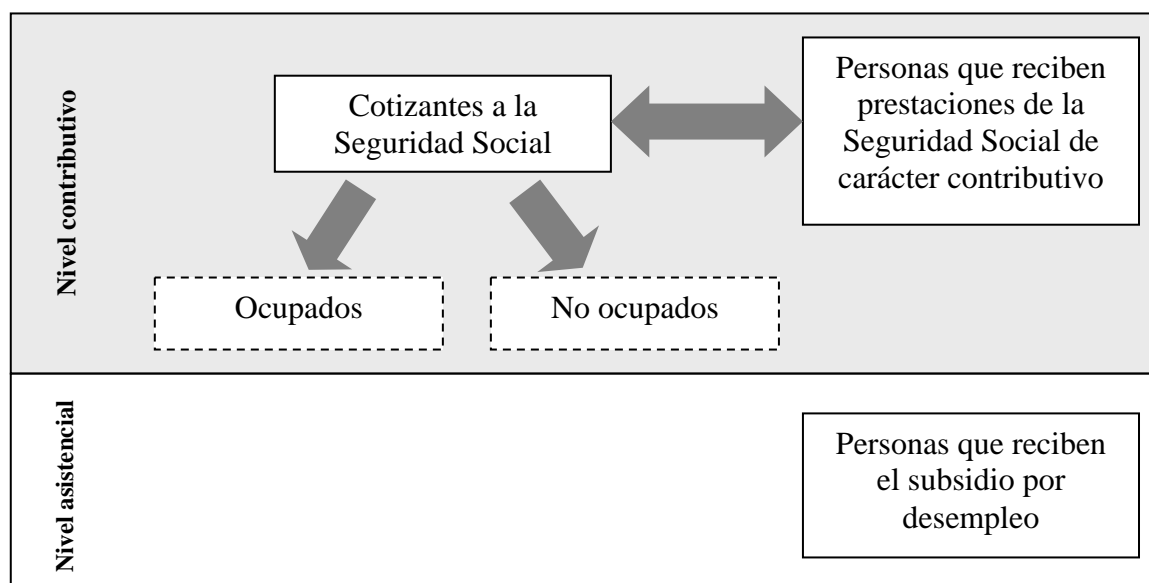 Nivel contributivo
Cotizantes a la
Seguridad Social
Personas que reciben
prestaciones de la
Seguridad Social de
carácter contributivo
Ocupados
No ocupados
Nivel asistencial
Personas que reciben
el subsidio por
desempleo